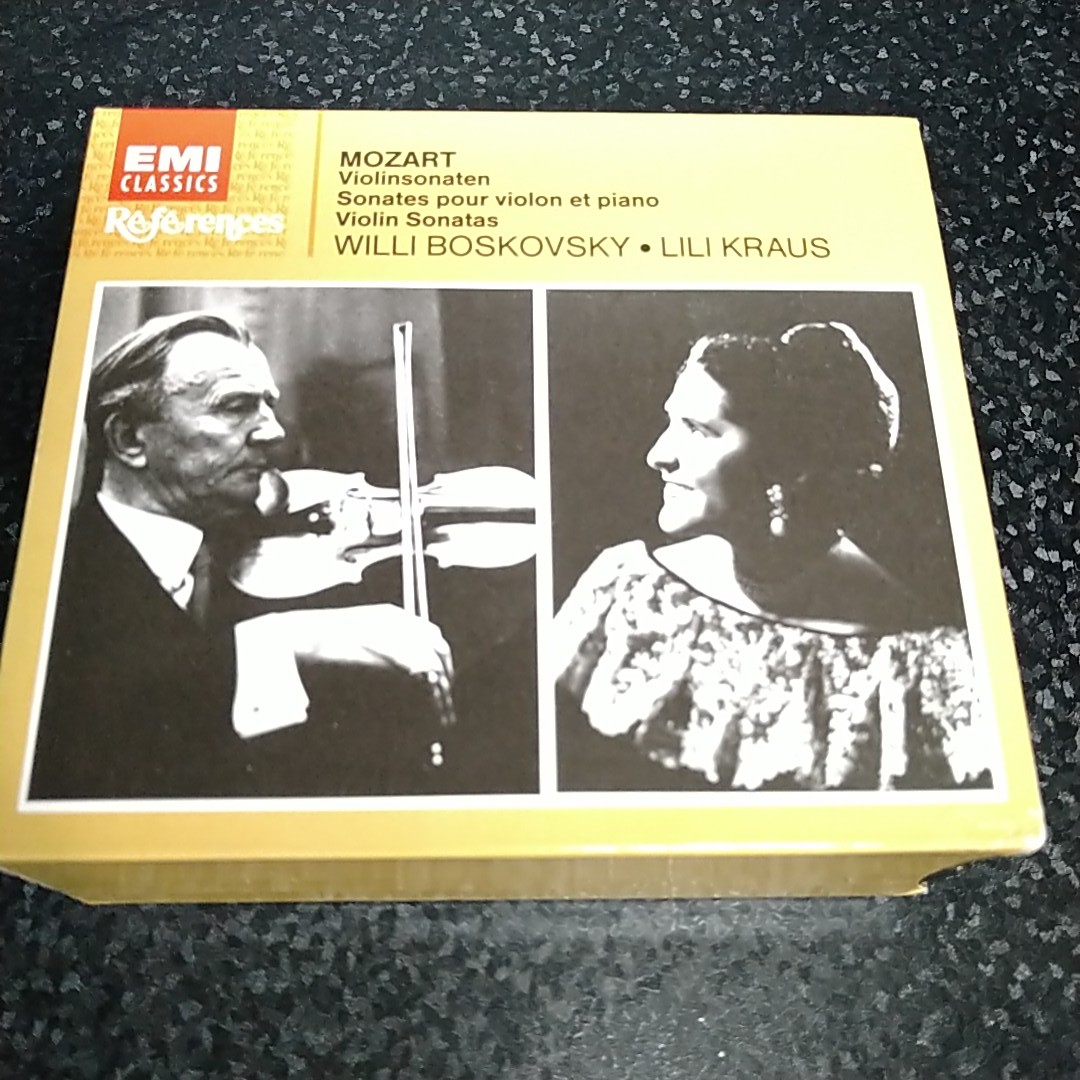 EMI
CLASSICS
Références
MOZART
Violinsonaten
Sonates pour violon et piano
Violin Sonatas
WILLI BOSKOVSKY • LILI KRAUS